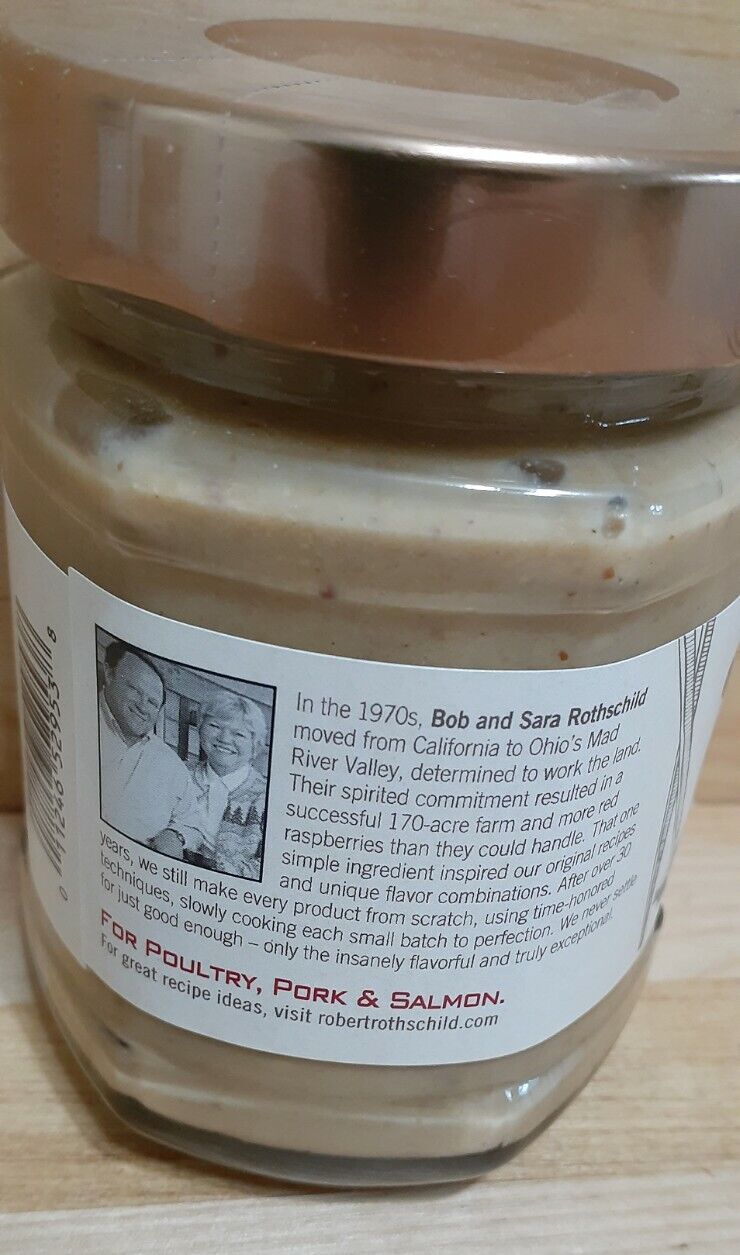 In the 1970s, Bob and Sara Rothschild
moved from California to Ohio's Mad
River Valley, determined to work the land.
Their spirited commitment resulted in a
successful 170-acre farm and more red
raspberries than they could handle. That one
simple ingredient inspired our original recipes
and unique flavor combinations. After over 30
years, we still make every product from scratch, using time-honored
techniques, slowly cooking each small batch to perfection. We never settle
for just good enough – only the insanely flavorful and truly exceptional.
FOR POULTRY, PORK & SALMON.
For great recipe ideas, visit robertrothschild.com
8
0